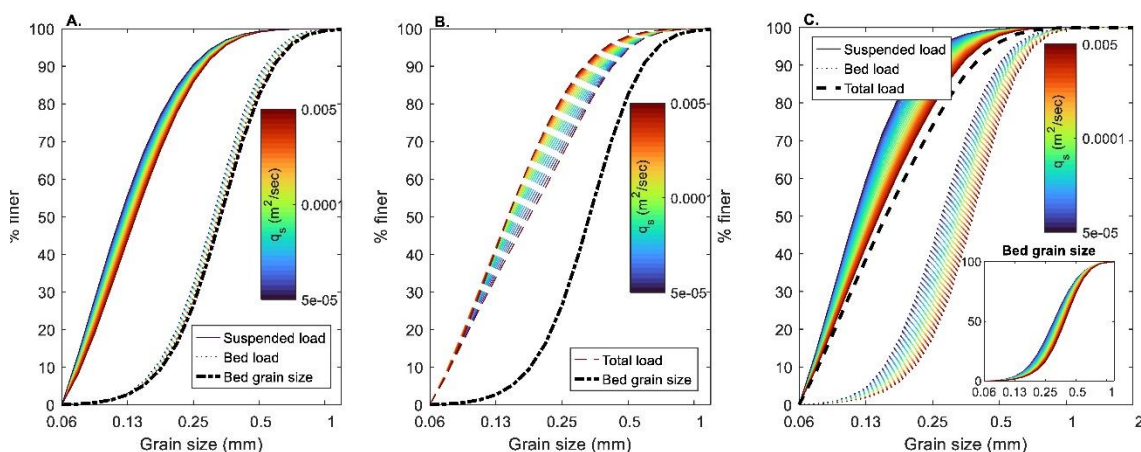 A.
100
90
80
70
60
50
40
30
20
10
0
% finer
0.06
0.13
0.25
0.5
1
Grain size (mm)
0.005
0.0001
5e-05
q_s (m²/sec)
Suspended load
Bed load
Bed grain size
B.
100
90
80
70
60
50
40
30
20
10
0
% finer
0.06
0.13
0.25
0.5
1
Grain size (mm)
0.005
0.0001
5e-05
q_s (m²/sec)
Total load
Bed grain size
C.
100
90
80
70
60
50
40
30
20
10
0
% finer
0.06
0.13
0.25
0.5
1
2
Grain size (mm)
Suspended load
Bed load
Total load
0.005
0.0001
5e-05
q_s (m²/sec)
Bed grain size
100
50
0
0.06
0.13
0.25
0.5
1